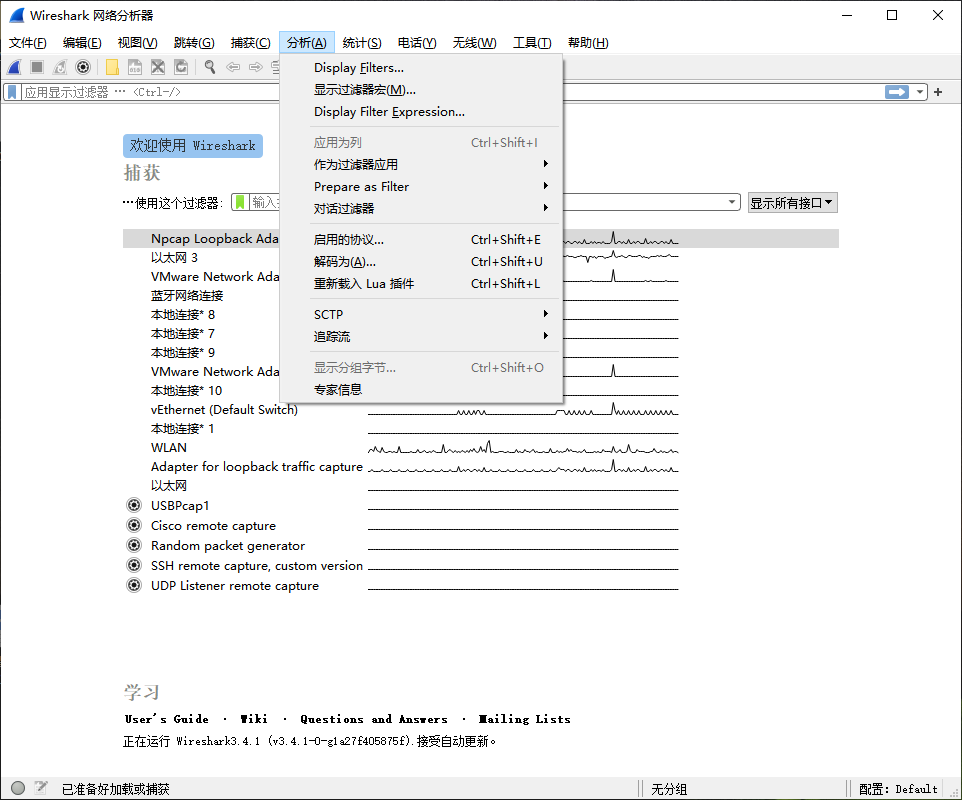 Wireshark 网络分析器
文件(F) 编辑(E) 视图(V) 跳转(G) 捕获(C) 分析(A) 统计(S) 电话(Y) 无线(W) 工具(T) 帮助(H)
应用显示过滤器 … <Ctrl-/>
Display Filters...
显示过滤器宏(M)...
Display Filter Expression...
应用为列 Ctrl+Shift+I
作为过滤器应用
Prepare as Filter
对话过滤器
启用的协议... Ctrl+Shift+E
解码为(A)... Ctrl+Shift+U
重新载入 Lua 插件 Ctrl+Shift+L
SCTP
追踪流
显示分组字节... Ctrl+Shift+O
专家信息
欢迎使用 Wireshark
捕获
…使用这个过滤器: 输入 显示所有接口
Npcap Loopback Ada
以太网 3
VMware Network Ada
蓝牙网络连接
本地连接* 8
本地连接* 7
本地连接* 9
VMware Network Ada
本地连接* 10
vEthernet (Default Switch)
本地连接* 1
WLAN
Adapter for loopback traffic capture
以太网
USBPcap1
Cisco remote capture
Random packet generator
SSH remote capture, custom version
UDP Listener remote capture
学习
User's Guide · Wiki · Questions and Answers · Mailing Lists
正在运行 Wireshark3.4.1 (v3.4.1-0-g1a27f405875f).接受自动更新。
已准备好加载或捕获 无分组 配置: Default